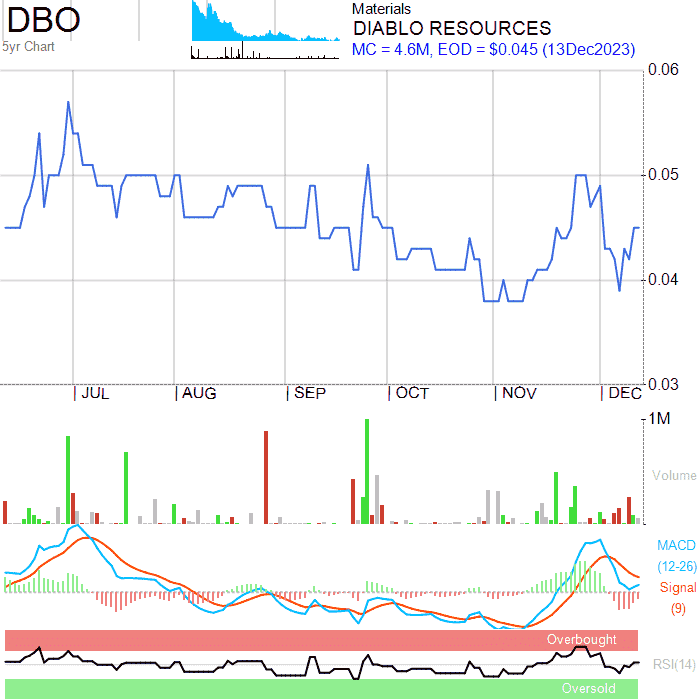 DBO
5yr Chart
Materials
DIABLO RESOURCES
MC = 4.6M, EOD = $0.045 (13Dec2023)
0.06
0.05
0.04
0.03
JUL AUG SEP OCT NOV DEC
1M
Volume
MACD
(12-26)
Signal
(9)
Overbought
RSI(14)
Oversold